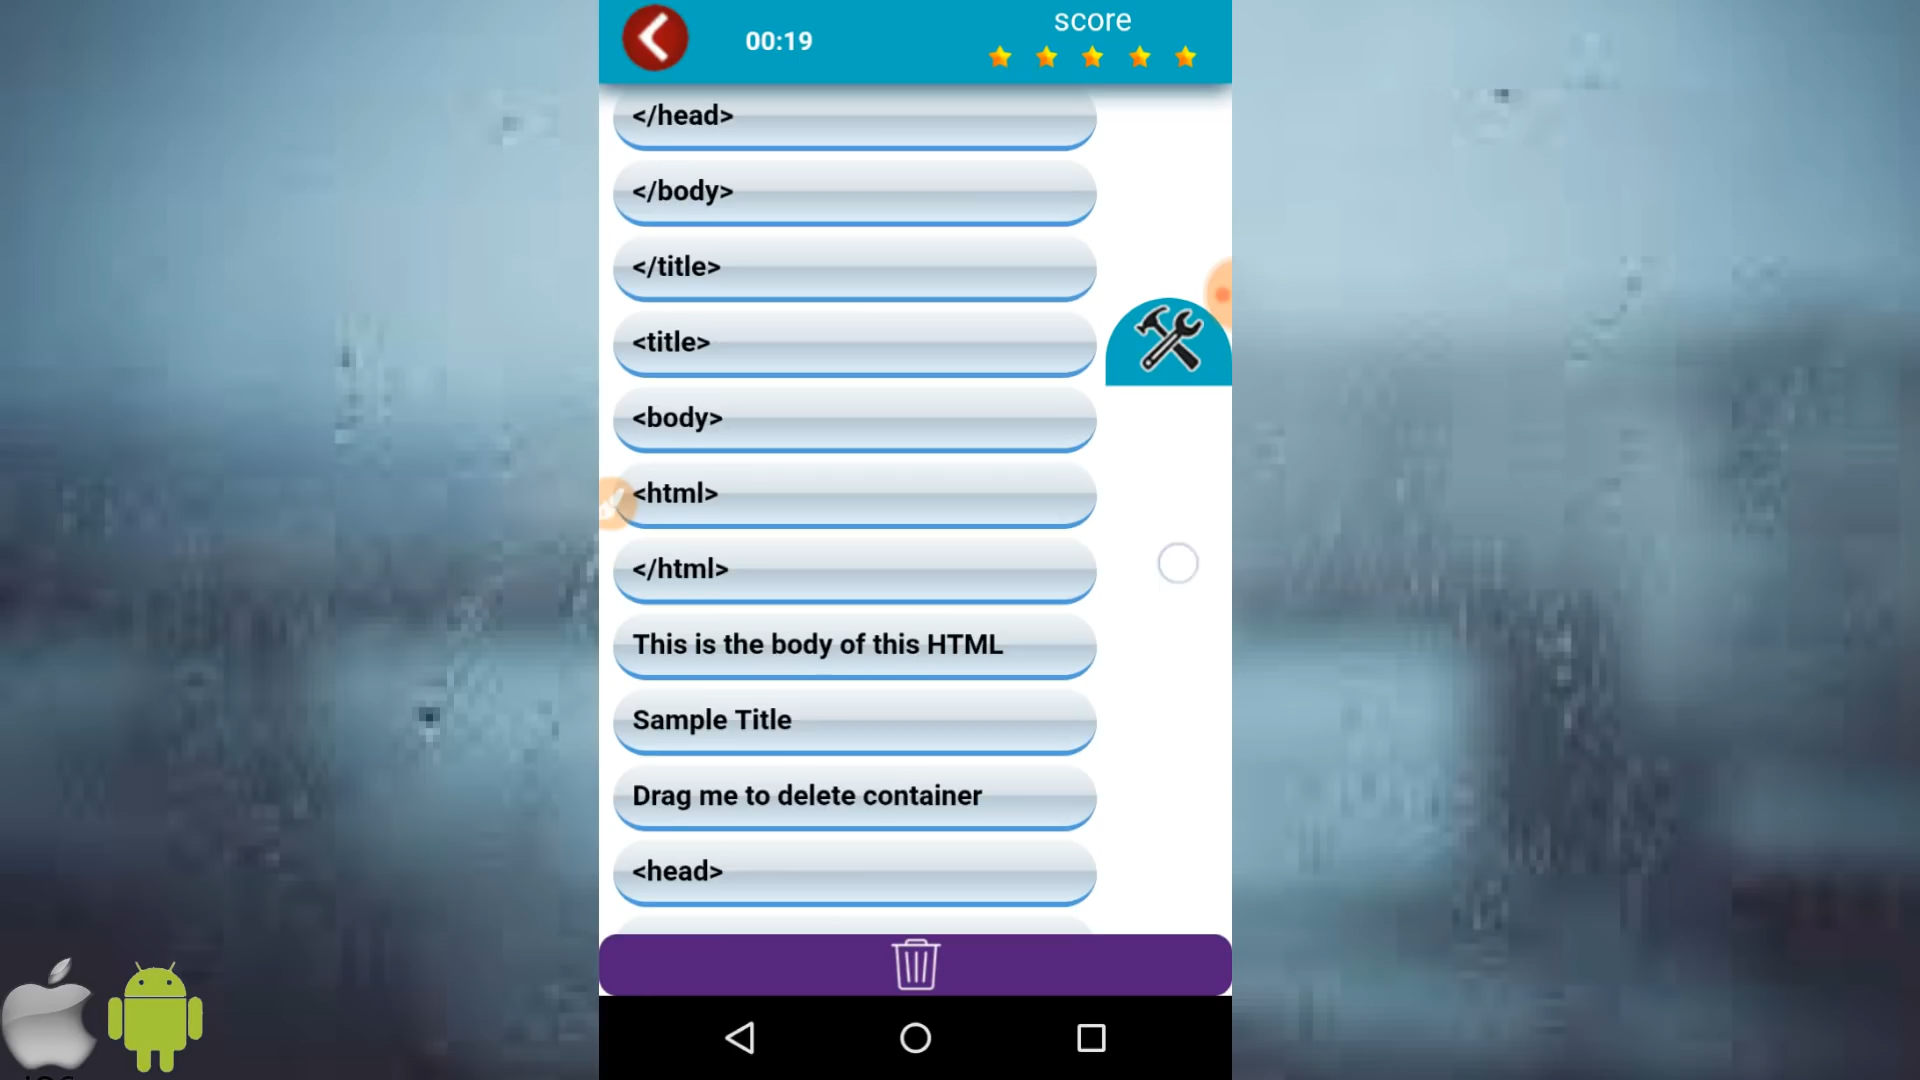 score
00:19
</head>
</body>
</title>
<title>
<body>
<html>
</html>
This is the body of this HTML
Sample Title
Drag me to delete container
<head>